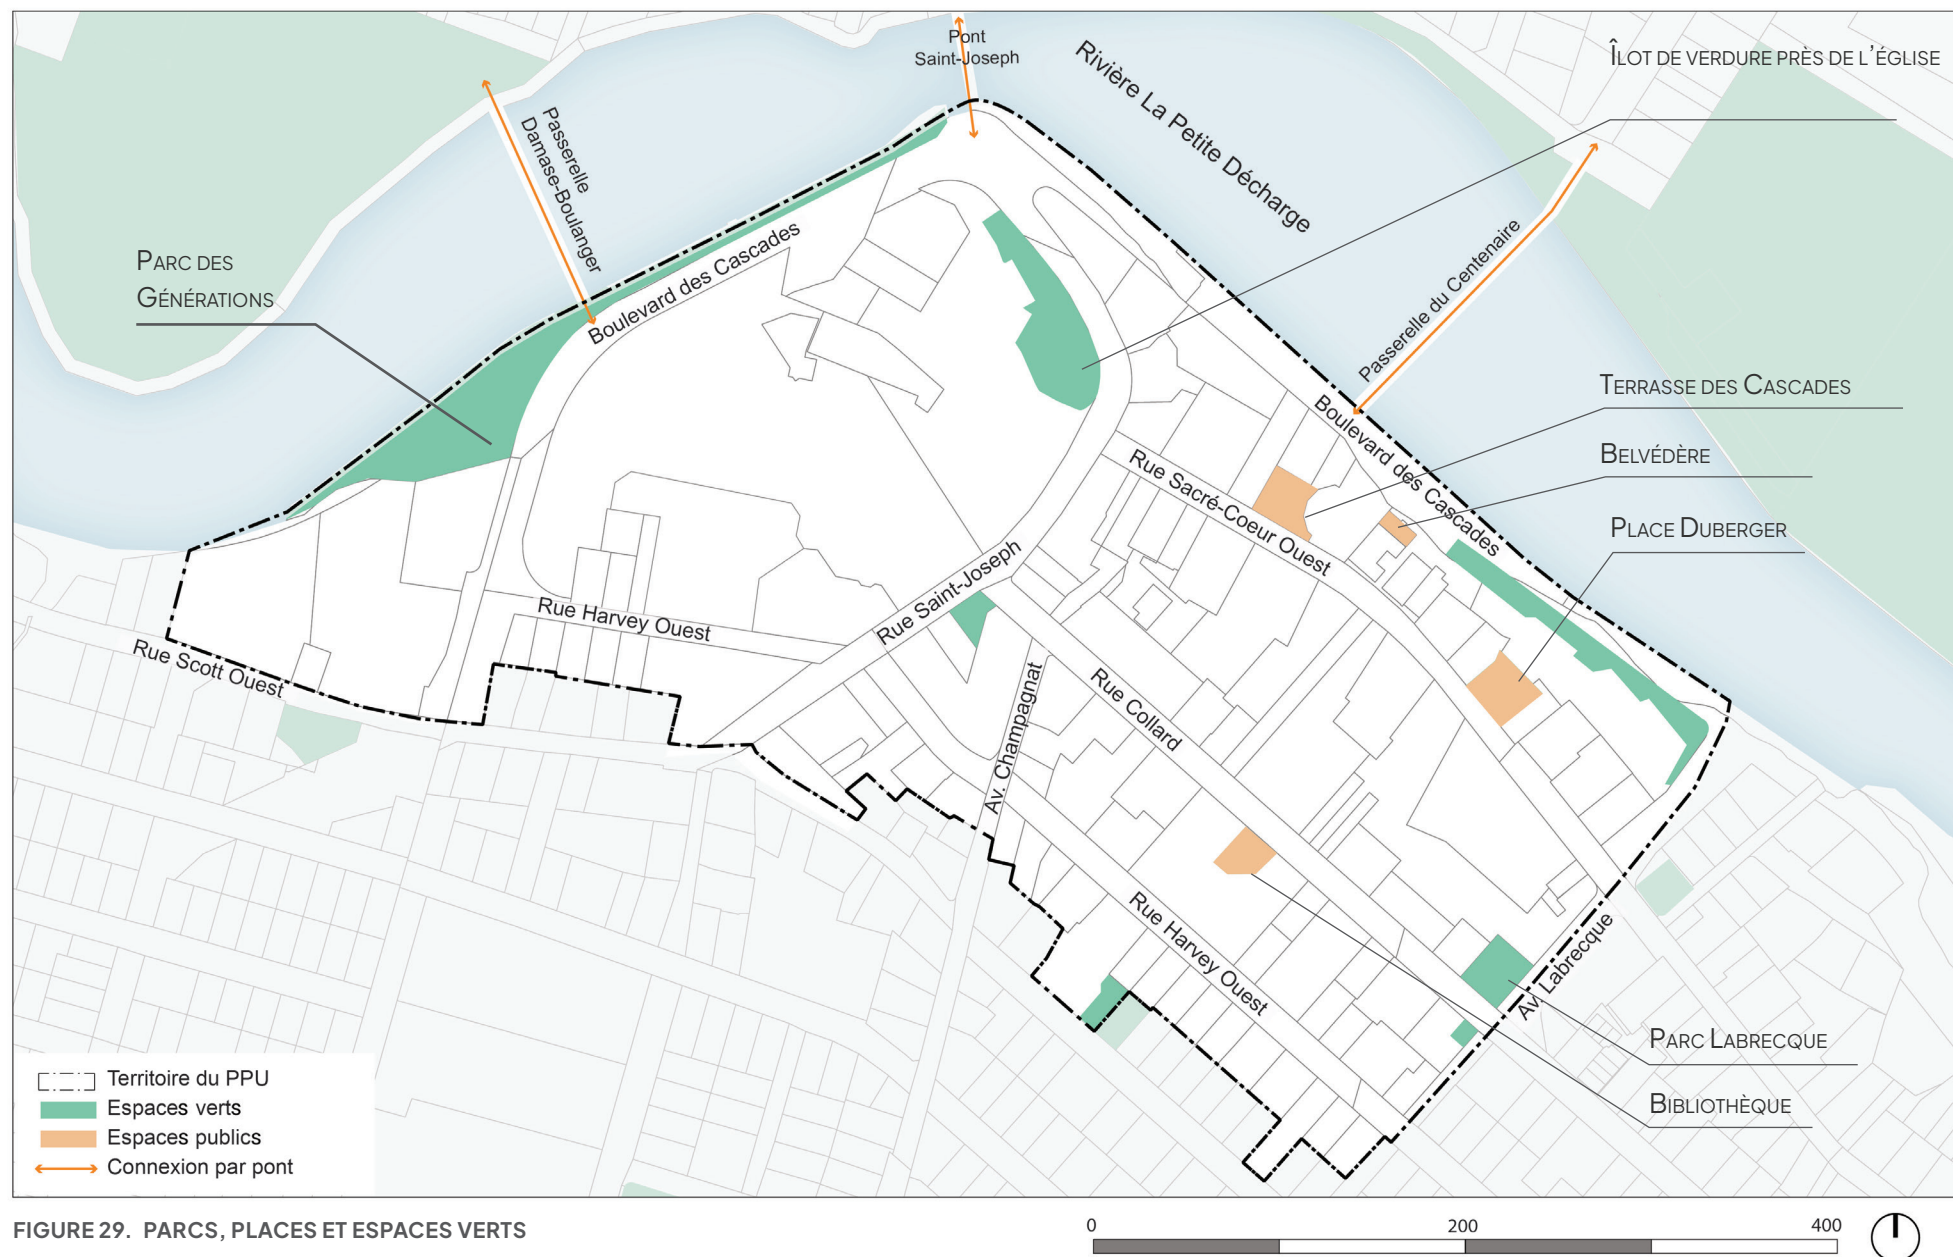 Pont
Saint-Joseph
Rivière La Petite Décharge
ÎLOT DE VERDURE PRÈS DE L'ÉGLISE
Passerelle
Damase-Boulanger
PARC DES
GÉNÉRATIONS
Boulevard des Cascades
Passerelle du Centenaire
TERRASSE DES CASCADES
Boulevard des Cascades
BELVÉDÈRE
Rue Sacré-Coeur Ouest
PLACE DUBERGER
Rue Saint-Joseph
Rue Harvey Ouest
Rue Scott Ouest
Av. Champagnat
Rue Collard
Rue Harvey Ouest
Av. Labrecque
PARC LABRECQUE
BIBLIOTHÈQUE
Territoire du PPU
Espaces verts
Espaces publics
Connexion par pont
FIGURE 29. PARCS, PLACES ET ESPACES VERTS
0 200 400